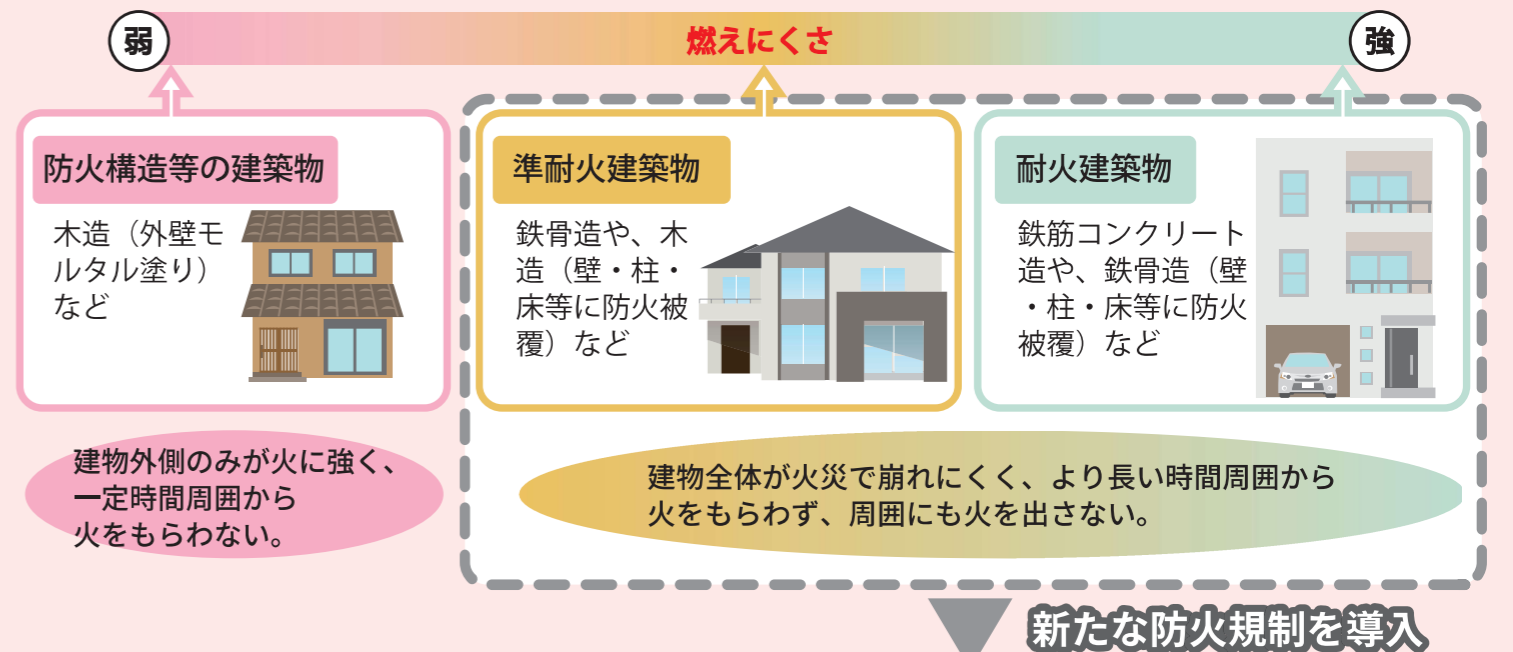 弱
燃えにくさ
強
防火構造等の建築物
木造（外壁モ
ルタル塗り）
など
準耐火建築物
鉄骨造や、木
造（壁・柱・
床等に防火被
覆）など
耐火建築物
鉄筋コンクリート
造や、鉄骨造（壁
・柱・床等に防火
被覆）など
建物外側のみが火に強く、
一定時間周囲から
火をもらわない。
建物全体が火災で崩れにくく、より長い時間周囲から
火をもらわず、周囲にも火を出さない。
新たな防火規制を導入